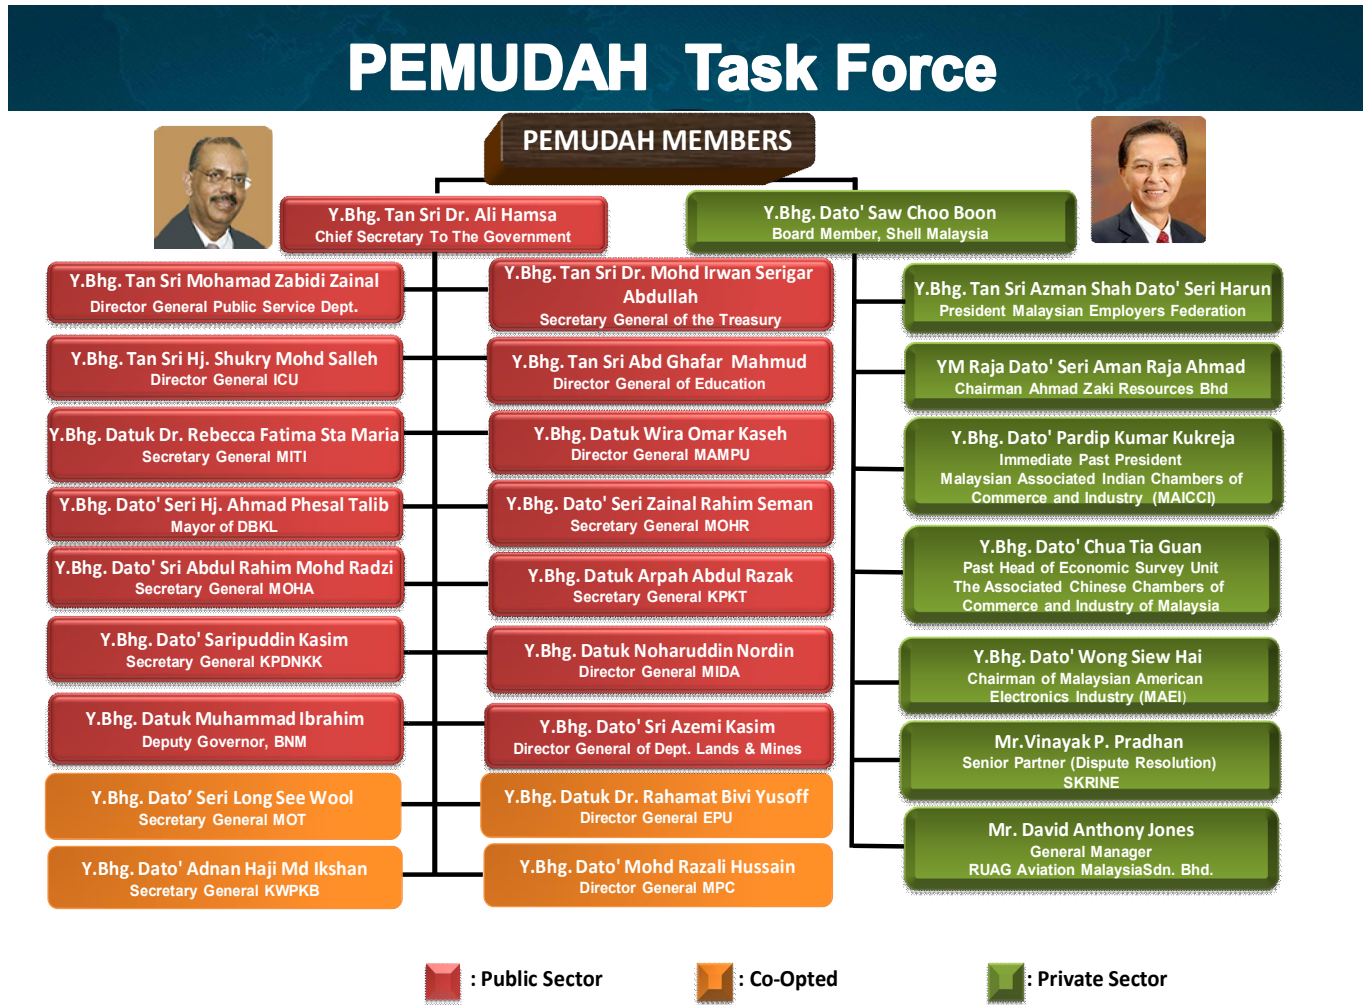 PEMUDAH Task Force
PEMUDAH MEMBERS
Y.Bhg. Tan Sri Dr. Ali Hamsa
Chief Secretary To The Government
Y.Bhg. Dato' Saw Choo Boon
Board Member, Shell Malaysia
Y.Bhg. Tan Sri Mohamad Zabidi Zainal
Director General Public Service Dept.
Y.Bhg. Tan Sri Hj. Shukry Mohd Salleh
Director General ICU
Y.Bhg. Datuk Dr. Rebecca Fatima Sta Maria
Secretary General MITI
Y.Bhg. Dato' Seri Hj. Ahmad Phesal Talib
Mayor of DBKL
Y.Bhg. Dato' Sri Abdul Rahim Mohd Radzi
Secretary General MOHA
Y.Bhg. Dato' Saripuddin Kasim
Secretary General KPDNKK
Y.Bhg. Datuk Muhammad Ibrahim
Deputy Governor, BNM
Y.Bhg. Dato’ Seri Long See Wool
Secretary General MOT
Y.Bhg. Dato' Adnan Haji Md Ikshan
Secretary General KWPKB
Y.Bhg. Tan Sri Dr. Mohd Irwan Serigar
Abdullah
Secretary General of the Treasury
Y.Bhg. Tan Sri Abd Ghafar Mahmud
Director General of Education
Y.Bhg. Datuk Wira Omar Kaseh
Director General MAMPU
Y.Bhg. Dato' Seri Zainal Rahim Seman
Secretary General MOHR
Y.Bhg. Datuk Arpah Abdul Razak
Secretary General KPKT
Y.Bhg. Datuk Noharuddin Nordin
Director General MIDA
Y.Bhg. Dato' Sri Azemi Kasim
Director General of Dept. Lands & Mines
Y.Bhg. Datuk Dr. Rahamat Bivi Yusoff
Director General EPU
Y.Bhg. Dato' Mohd Razali Hussain
Director General MPC
Y.Bhg. Tan Sri Azman Shah Dato' Seri Harun
President Malaysian Employers Federation
YM Raja Dato' Seri Aman Raja Ahmad
Chairman Ahmad Zaki Resources Bhd
Y.Bhg. Dato' Pardip Kumar Kukreja
Immediate Past President
Malaysian Associated Indian Chambers of
Commerce and Industry (MAICCI)
Y.Bhg. Dato' Chua Tia Guan
Past Head of Economic Survey Unit
The Associated Chinese Chambers of
Commerce and Industry of Malaysia
Y.Bhg. Dato' Wong Siew Hai
Chairman of Malaysian American
Electronics Industry (MAEI)
Mr.Vinayak P. Pradhan
Senior Partner (Dispute Resolution)
SKRINE
Mr. David Anthony Jones
General Manager
RUAG Aviation MalaysiaSdn. Bhd.
: Public Sector
: Co-Opted
: Private Sector